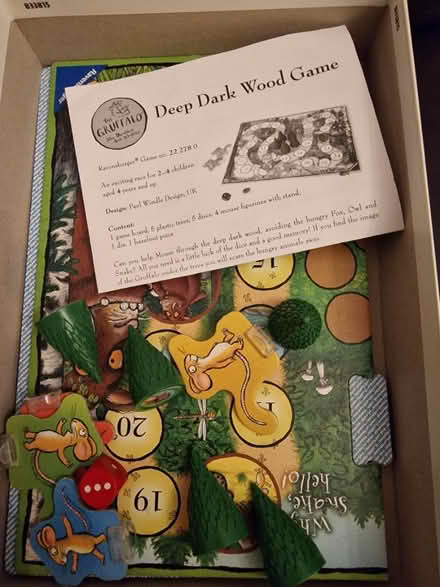 THE
GRUFFALO
Deep Dark Wood Game
Ravensburger® Game no. 22 278 0
An exciting race for 2–4 children
aged 4 years and up.
Design: Paul Windle Design, UK
Content:
1 game board, 5 plastic trees, 5 discs, 4 mouse figurines with stand,
1 die, 1 hazelnut pawn
Can you help Mouse through the deep dark wood, avoiding the hungry Fox, Owl and
Snake? All you need is a little luck of the dice and a good memory! If you find the image
of the Gruffalo under the trees you will scare the hungry animals away.
15
20
19
Why,
hello!
Snake,